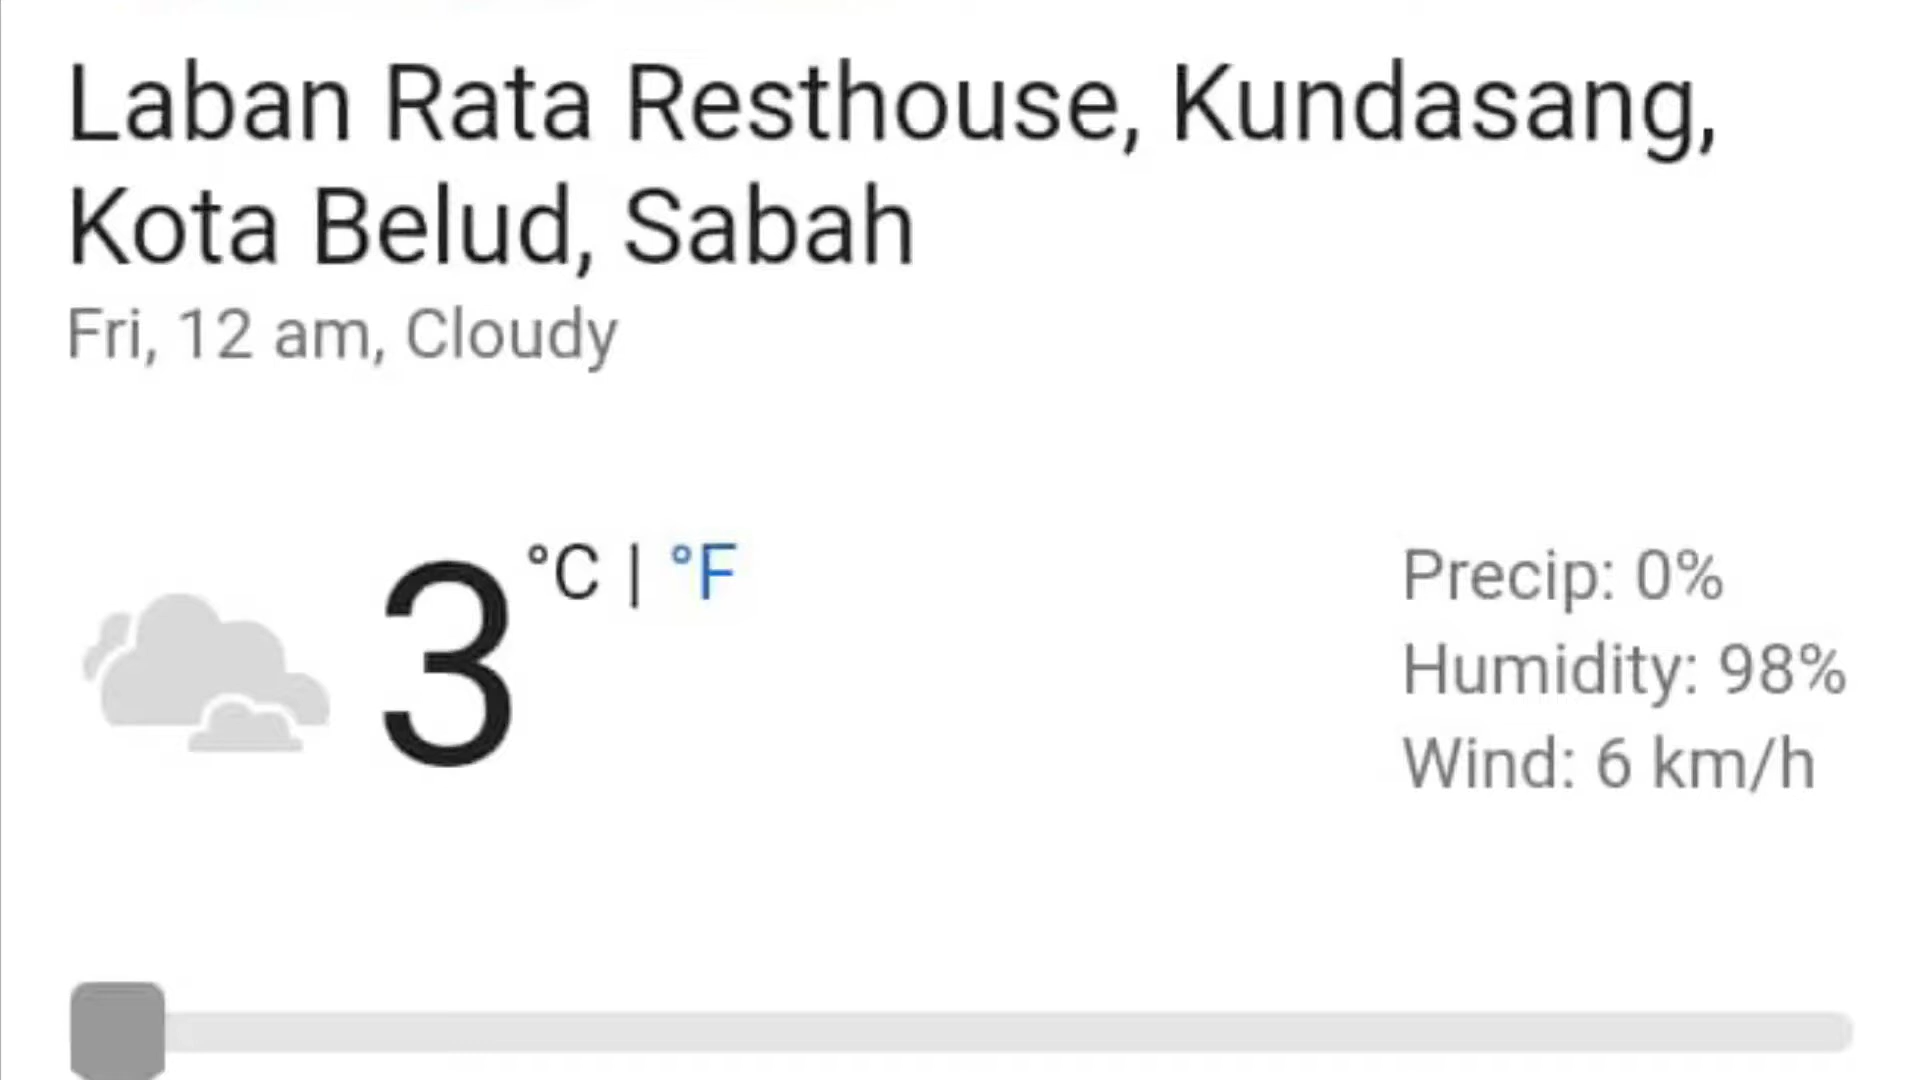 Laban Rata Resthouse, Kundasang,
Kota Belud, Sabah
Fri, 12 am, Cloudy
3 °C | °F
Precip: 0%
Humidity: 98%
Wind: 6 km/h